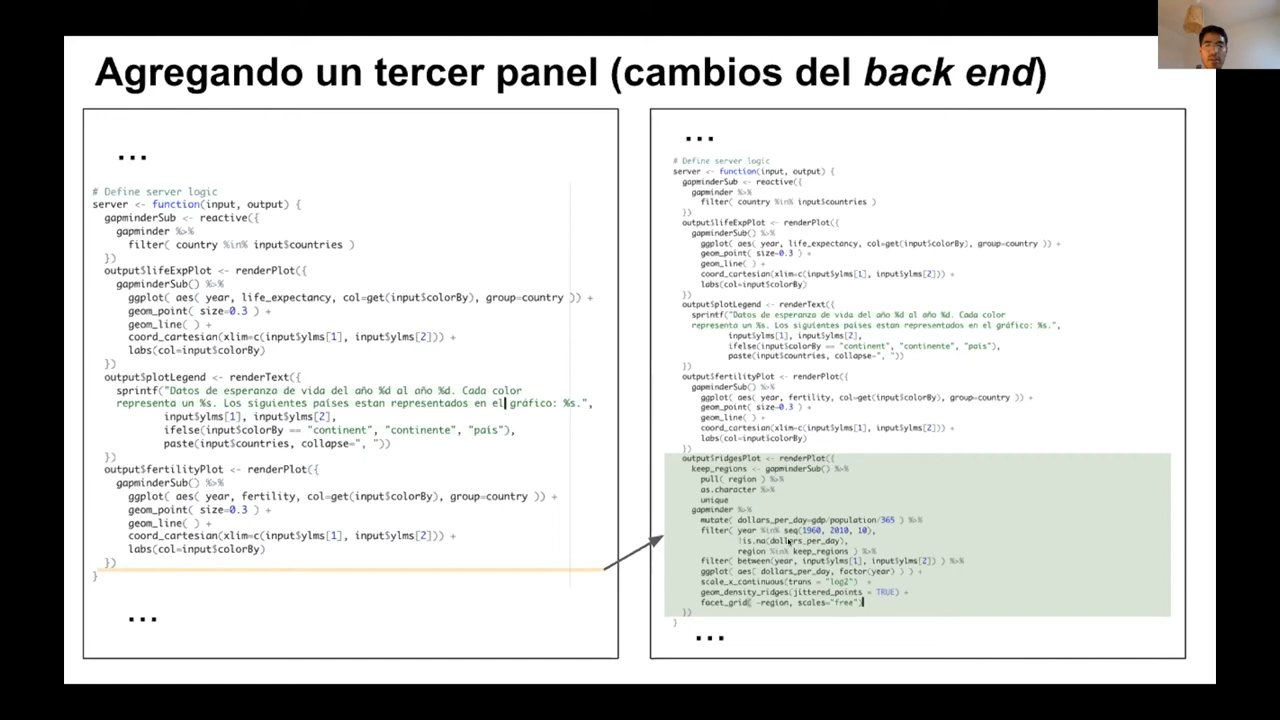 Agregando un tercer panel (cambios del back end)
...
# Define server logic
server <- function(input, output) {
gapminderSub <- reactive({
gapminder %>%
filter( country %in% input$countries )
})
output$lifeExpPlot <- renderPlot({
gapminderSub() %>%
ggplot( aes( year, life_expectancy, col=get(input$colorBy), group=country )) +
geom_point( size=0.3 ) +
geom_line( ) +
coord_cartesian(xlim=c(input$ylms[1], input$ylms[2])) +
labs(col=input$colorBy)
})
output$plotLegend <- renderText({
sprintf("Datos de esperanza de vida del año %d al año %d. Cada color
representa un %s. Los siguientes países estan representados en el gráfico: %s.",
input$ylms[1], input$ylms[2],
ifelse(input$colorBy == "continent", "continente", "país"),
paste(input$countries, collapse=", "))
})
output$fertilityPlot <- renderPlot({
gapminderSub() %>%
ggplot( aes( year, fertility, col=get(input$colorBy), group=country )) +
geom_point( size=0.3 ) +
geom_line( ) +
coord_cartesian(xlim=c(input$ylms[1], input$ylms[2])) +
labs(col=input$colorBy)
})
}
...
...
# Define server logic
server <- function(input, output) {
gapminderSub <- reactive({
gapminder %>%
filter( country %in% input$countries )
})
output$lifeExpPlot <- renderPlot({
gapminderSub() %>%
ggplot( aes( year, life_expectancy, col=get(input$colorBy), group=country )) +
geom_point( size=0.3 ) +
geom_line( ) +
coord_cartesian(xlim=c(input$ylms[1], input$ylms[2])) +
labs(col=input$colorBy)
})
output$plotLegend <- renderText({
sprintf("Datos de esperanza de vida del año %d al año %d. Cada color
representa un %s. Los siguientes países estan representados en el gráfico: %s.",
input$ylms[1], input$ylms[2],
ifelse(input$colorBy == "continent", "continente", "país"),
paste(input$countries, collapse=", "))
})
output$fertilityPlot <- renderPlot({
gapminderSub() %>%
ggplot( aes( year, fertility, col=get(input$colorBy), group=country )) +
geom_point( size=0.3 ) +
geom_line( ) +
coord_cartesian(xlim=c(input$ylms[1], input$ylms[2])) +
labs(col=input$colorBy)
})
output$ridgesPlot <- renderPlot({
keep_regions <- gapminderSub() %>%
pull( region ) %>%
as.character %>%
unique
gapminder %>%
mutate( dollars_per_day=gdp/population/365 ) %>%
filter( year %in% seq(1960, 2010, 10),
!is.na(dollars_per_day),
region %in% keep_regions ) %>%
filter( between(year, input$ylms[1], input$ylms[2]) ) %>%
ggplot( aes( dollars_per_day, factor(year) ) ) +
scale_x_continuous(trans = "log2") +
geom_density_ridges(jittered_points = TRUE) +
facet_grid( ~region, scales="free")
})
}
...